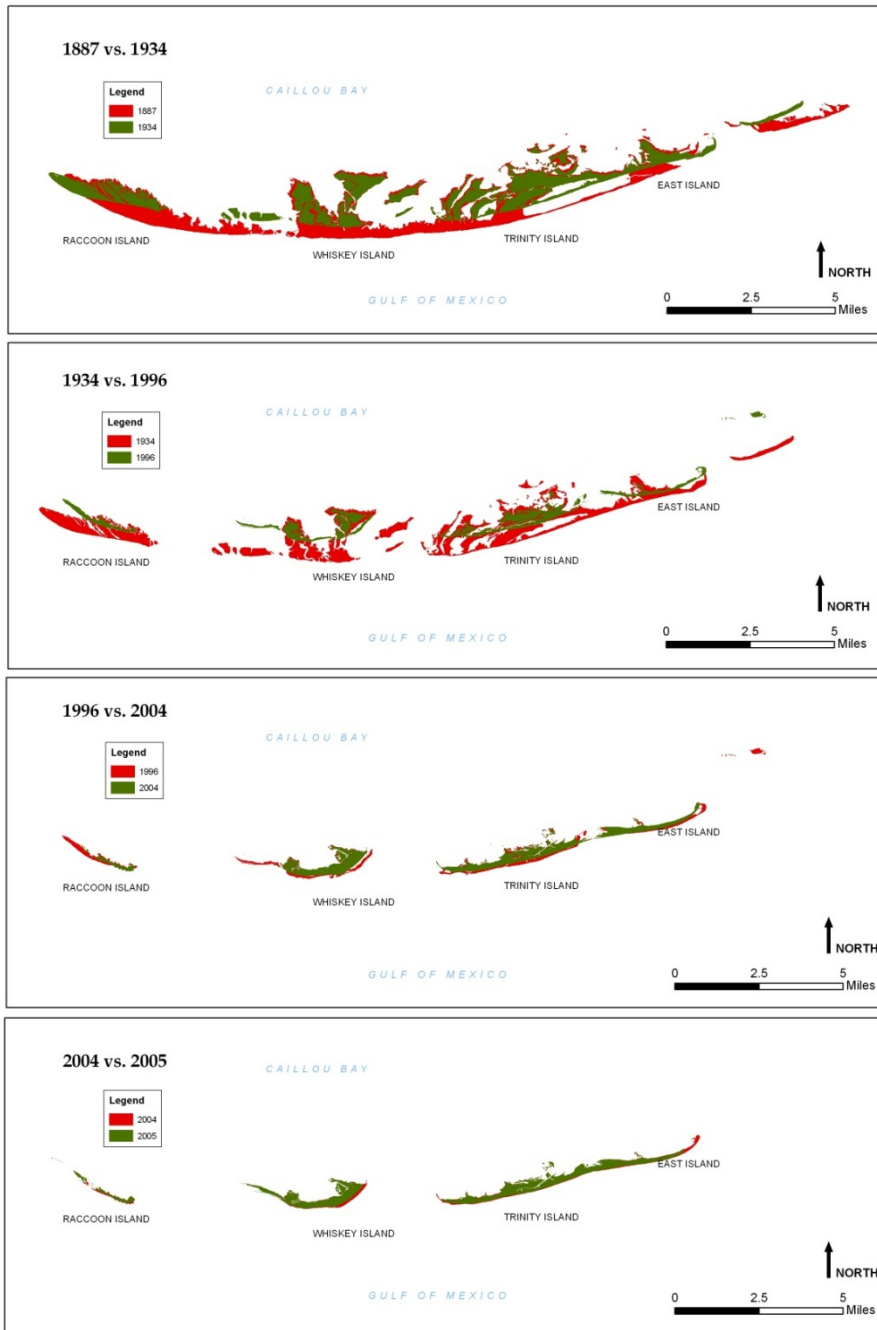 1887 vs. 1934
Legend
1887
1934
CAILLOU BAY
EAST ISLAND
RACCOON ISLAND
TRINITY ISLAND
WHISKEY ISLAND
NORTH
GULF OF MEXICO
0 2.5 5
Miles
1934 vs. 1996
Legend
1934
1996
CAILLOU BAY
EAST ISLAND
RACCOON ISLAND
TRINITY ISLAND
WHISKEY ISLAND
NORTH
GULF OF MEXICO
0 2.5 5
Miles
1996 vs. 2004
CAILLOU BAY
Legend
1996
2004
EAST ISLAND
RACCOON ISLAND
TRINITY ISLAND
WHISKEY ISLAND
NORTH
GULF OF MEXICO
0 2.5 5
Miles
2004 vs. 2005
CAILLOU BAY
Legend
2004
2005
EAST ISLAND
RACCOON ISLAND
TRINITY ISLAND
WHISKEY ISLAND
NORTH
GULF OF MEXICO
0 2.5 5
Miles